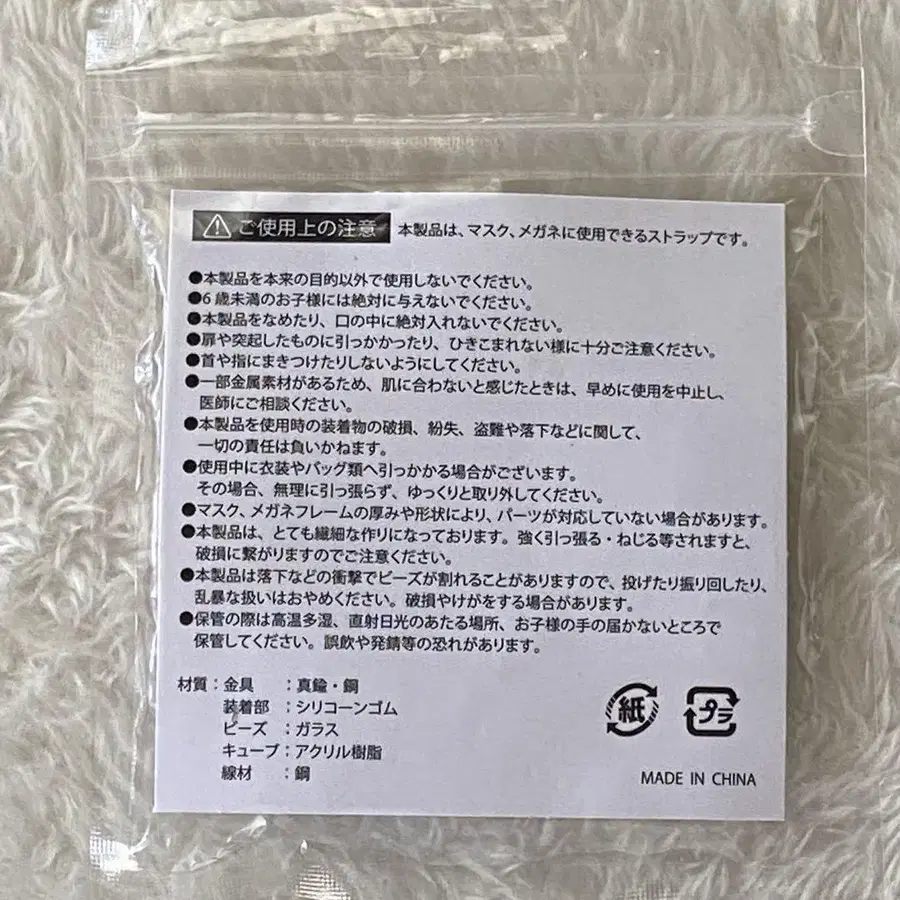 ご使用上の注意 本製品は、マスク、メガネに使用できるストラップです。
●本製品を本来の目的以外で使用しないでください。
●6歳未満のお子様には絶対に与えないでください。
●本製品をなめたり、口の中に絶対入れないでください。
●扉や突起したものに引っかかったり、ひきこまれない様に十分ご注意ください。
●首や指にまきつけたりしないようにしてください。
●一部金属素材があるため、肌に合わないと感じたときは、早めに使用を中止し、
医師にご相談ください。
●本製品を使用時の装着物の破損、紛失、盗難や落下などに関して、
一切の責任は負いかねます。
●使用中に衣装やバッグ類へ引っかかる場合がございます。
その場合、無理に引っ張らず、ゆっくりと取り外してください。
●マスク、メガネフレームの厚みや形状により、パーツが対応していない場合があります。
●本製品は、とても繊細な作りになっております。強く引っ張る・ねじる等されますと、
破損に繋がりますのでご注意ください。
●本製品は落下などの衝撃でビーズが割れることがありますので、投げたり振り回したり、
乱暴な扱いはおやめください。破損やけがをする場合があります。
●保管の際は高温多湿、直射日光のあたる場所、お子様の手の届かないところで
保管してください。誤飲や発錆等の恐れがあります。
材質：金具 ：真鍮・鋼
装着部 ：シリコーンゴム
ビーズ ：ガラス
キューブ：アクリル樹脂
線材 ：鋼
紙 プラ
MADE IN CHINA